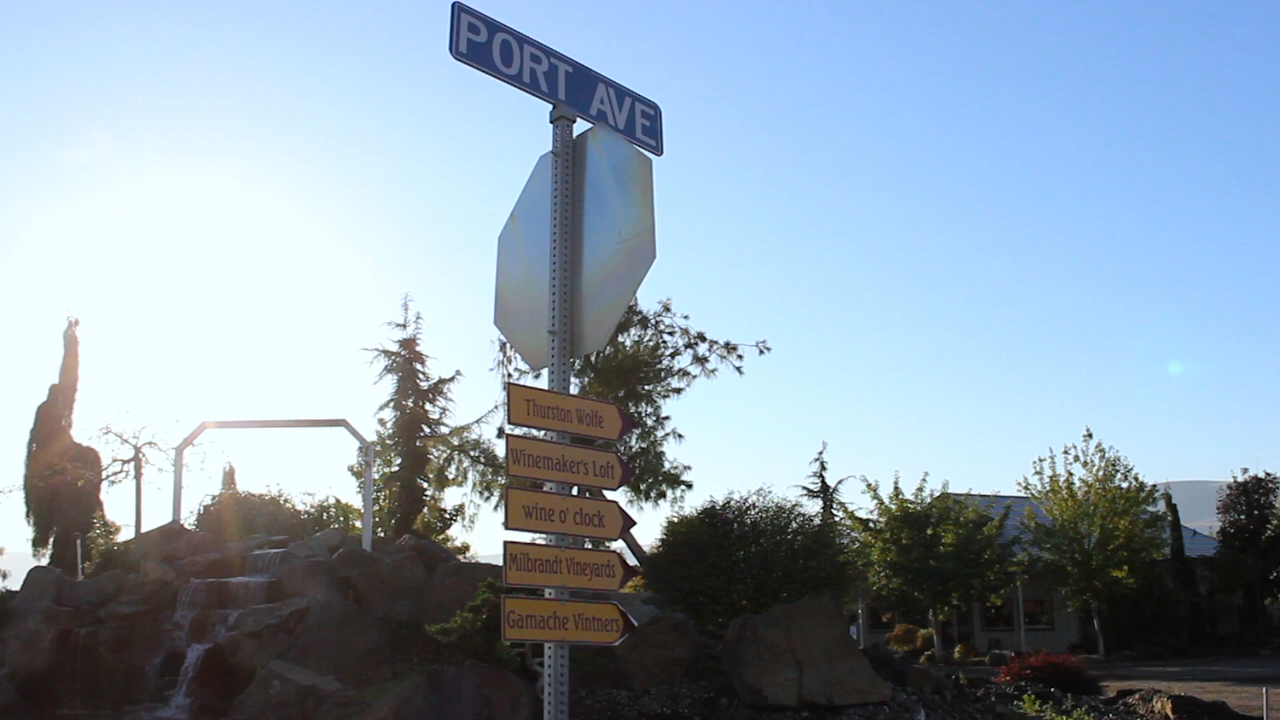 PORT AVE
Thurston Wolfe
Winemaker's Loft
wine o' clock
Milbrandt Vineyards
Gamache Vintners